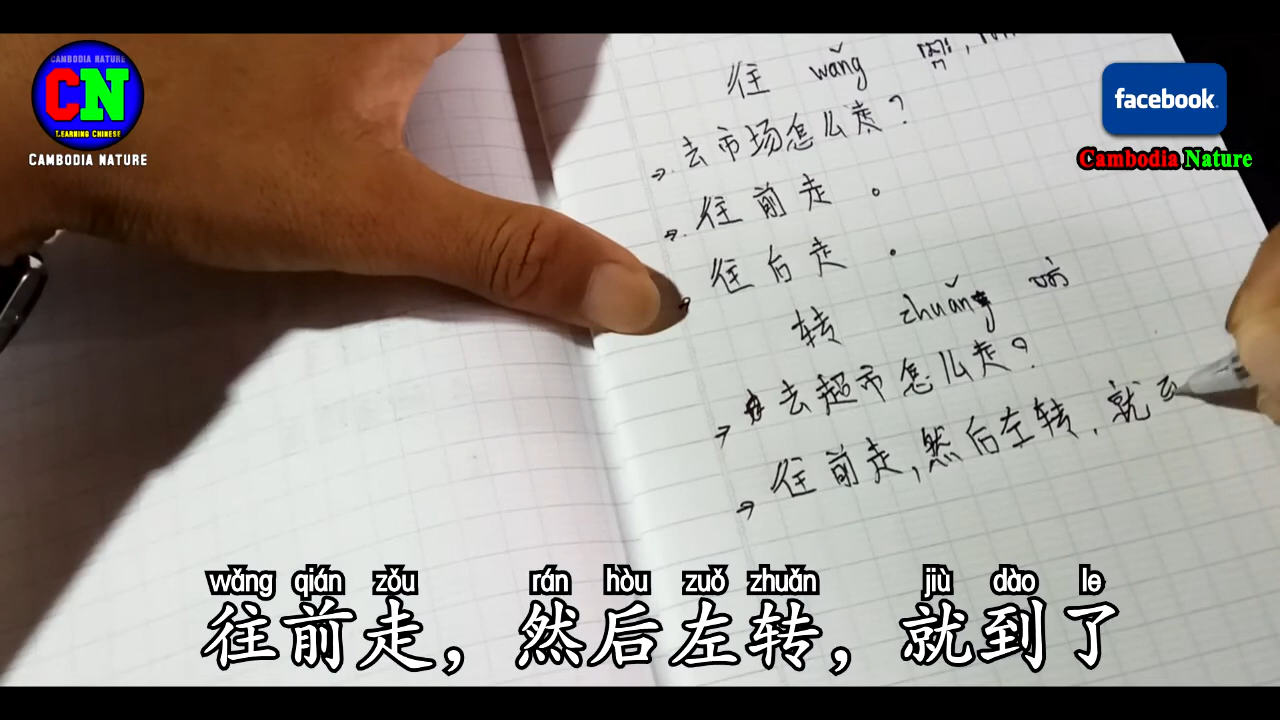 CAMBODIA NATURE
CN
LEARNING CHINESE
CAMBODIA NATURE
facebook
Cambodia Nature
往 wǎng
去市场怎么走？
往前走。
往后走。
转 zhuǎn
去超市怎么走？
往前走，然后左转，就
wǎng qián zǒu rán hòu zuǒ zhuǎn jiù dào le
往前走，然后左转，就到了